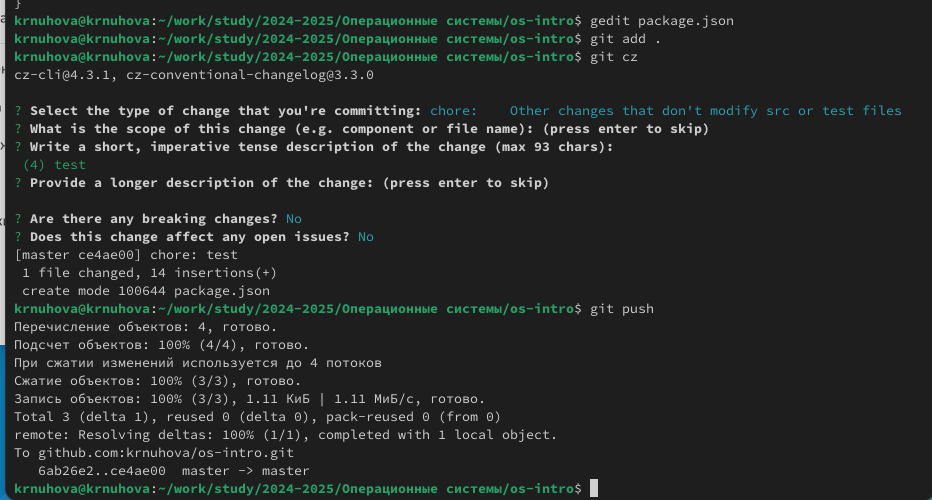 }
krnuhova@krnuhova:~/work/study/2024-2025/Операционные системы/os-intro$ gedit package.json
krnuhova@krnuhova:~/work/study/2024-2025/Операционные системы/os-intro$ git add .
krnuhova@krnuhova:~/work/study/2024-2025/Операционные системы/os-intro$ git cz
cz-cli@4.3.1, cz-conventional-changelog@3.3.0
? Select the type of change that you're committing: chore:    Other changes that don't modify src or test files
? What is the scope of this change (e.g. component or file name): (press enter to skip)
? Write a short, imperative tense description of the change (max 93 chars):
(4) test
? Provide a longer description of the change: (press enter to skip)
? Are there any breaking changes? No
? Does this change affect any open issues? No
[master ce4ae00] chore: test
1 file changed, 14 insertions(+)
create mode 100644 package.json
krnuhova@krnuhova:~/work/study/2024-2025/Операционные системы/os-intro$ git push
Перечисление объектов: 4, готово.
Подсчет объектов: 100% (4/4), готово.
При сжатии изменений используется до 4 потоков
Сжатие объектов: 100% (3/3), готово.
Запись объектов: 100% (3/3), 1.11 КиБ | 1.11 МиБ/с, готово.
Total 3 (delta 1), reused 0 (delta 0), pack-reused 0 (from 0)
remote: Resolving deltas: 100% (1/1), completed with 1 local object.
To github.com:krnuhova/os-intro.git
6ab26e2..ce4ae00  master -> master
krnuhova@krnuhova:~/work/study/2024-2025/Операционные системы/os-intro$